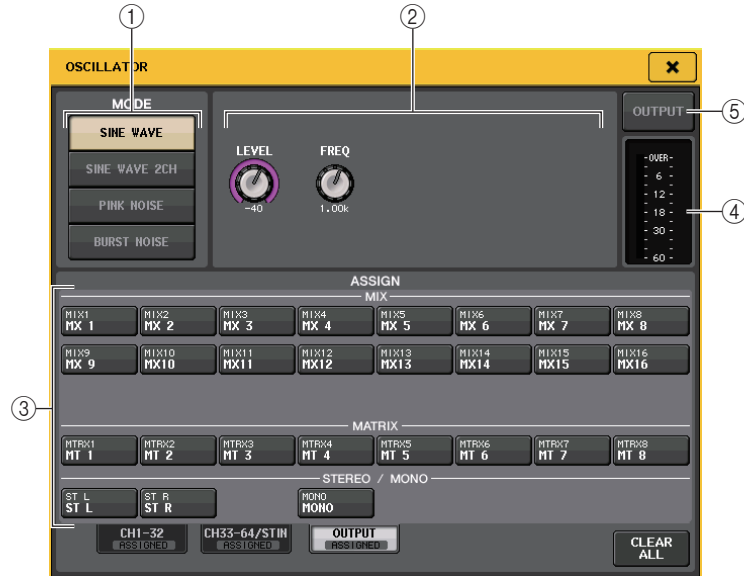 ① ②
OSCILLATOR
MODE
OUTPUT ⑤
SINE WAVE
SINE WAVE 2CH
PINK NOISE
BURST NOISE
LEVEL FREQ
-40 1.00k
-OVER-
- 6 -
- 12 -
- 18 - ④
- 30 -
- 60 -
ASSIGN
③
MIX
MIX1 MIX2 MIX3 MIX4 MIX5 MIX6 MIX7 MIX8
MX 1 MX 2 MX 3 MX 4 MX 5 MX 6 MX 7 MX 8
MIX9 MIX10 MIX11 MIX12 MIX13 MIX14 MIX15 MIX16
MX 9 MX10 MX11 MX12 MX13 MX14 MX15 MX16
MATRIX
MTRX1 MTRX2 MTRX3 MTRX4 MTRX5 MTRX6 MTRX7 MTRX8
MT 1 MT 2 MT 3 MT 4 MT 5 MT 6 MT 7 MT 8
STEREO / MONO
ST L ST R MONO
ST L ST R MONO
CH1-32 CH33-64/STIN OUTPUT
ASSIGNED ASSIGNED ASSIGNED
CLEAR
ALL